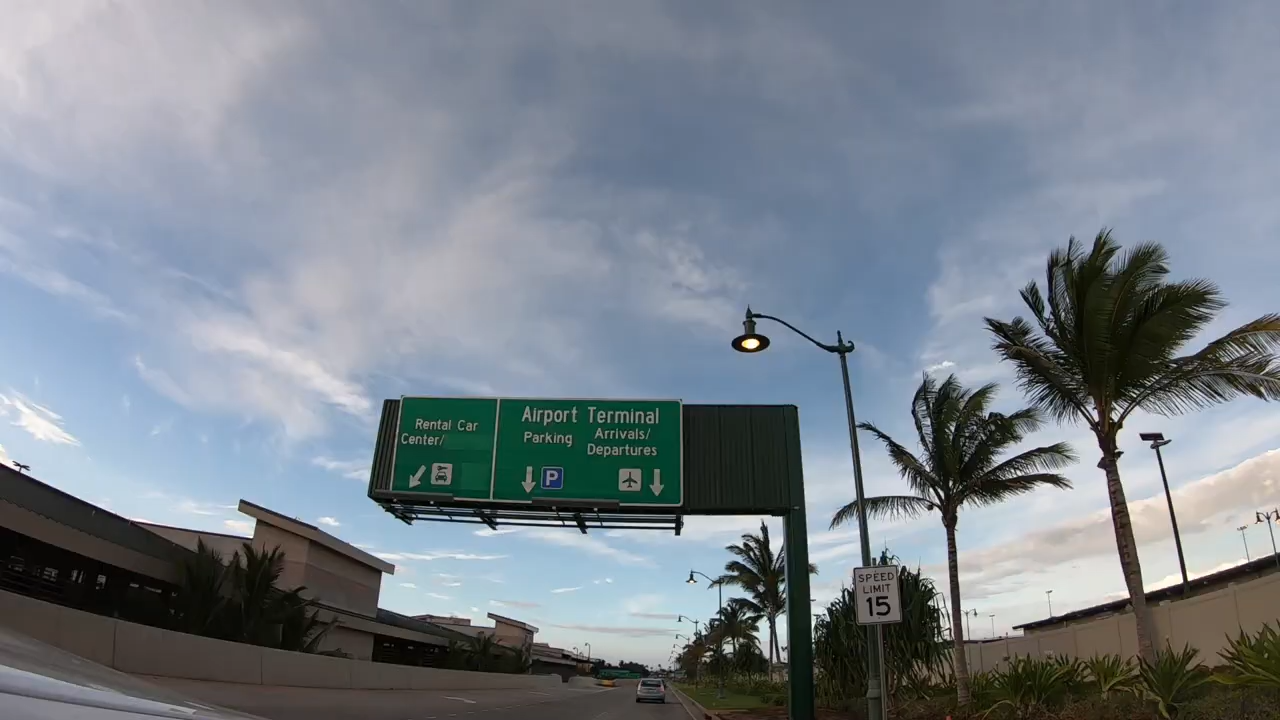 Rental Car
Center/
Airport Terminal
Parking
Arrivals/
Departures
P
SPEED
LIMIT
15